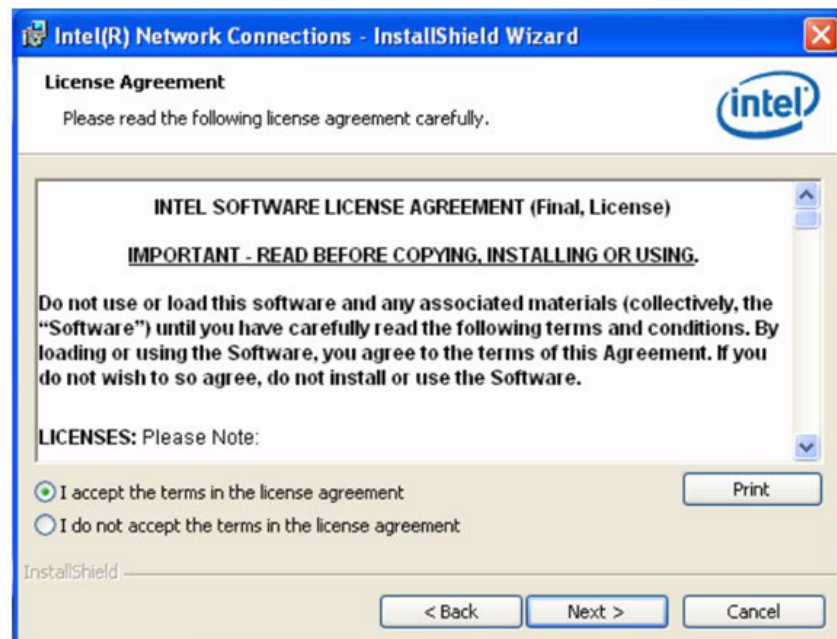 Intel(R) Network Connections - InstallShield Wizard
License Agreement
Please read the following license agreement carefully.
intel
INTEL SOFTWARE LICENSE AGREEMENT (Final, License)
IMPORTANT - READ BEFORE COPYING, INSTALLING OR USING.
Do not use or load this software and any associated materials (collectively, the
“Software”) until you have carefully read the following terms and conditions. By
loading or using the Software, you agree to the terms of this Agreement. If you
do not wish to so agree, do not install or use the Software.
LICENSES: Please Note:
I accept the terms in the license agreement
Print
I do not accept the terms in the license agreement
InstallShield
< Back
Next >
Cancel